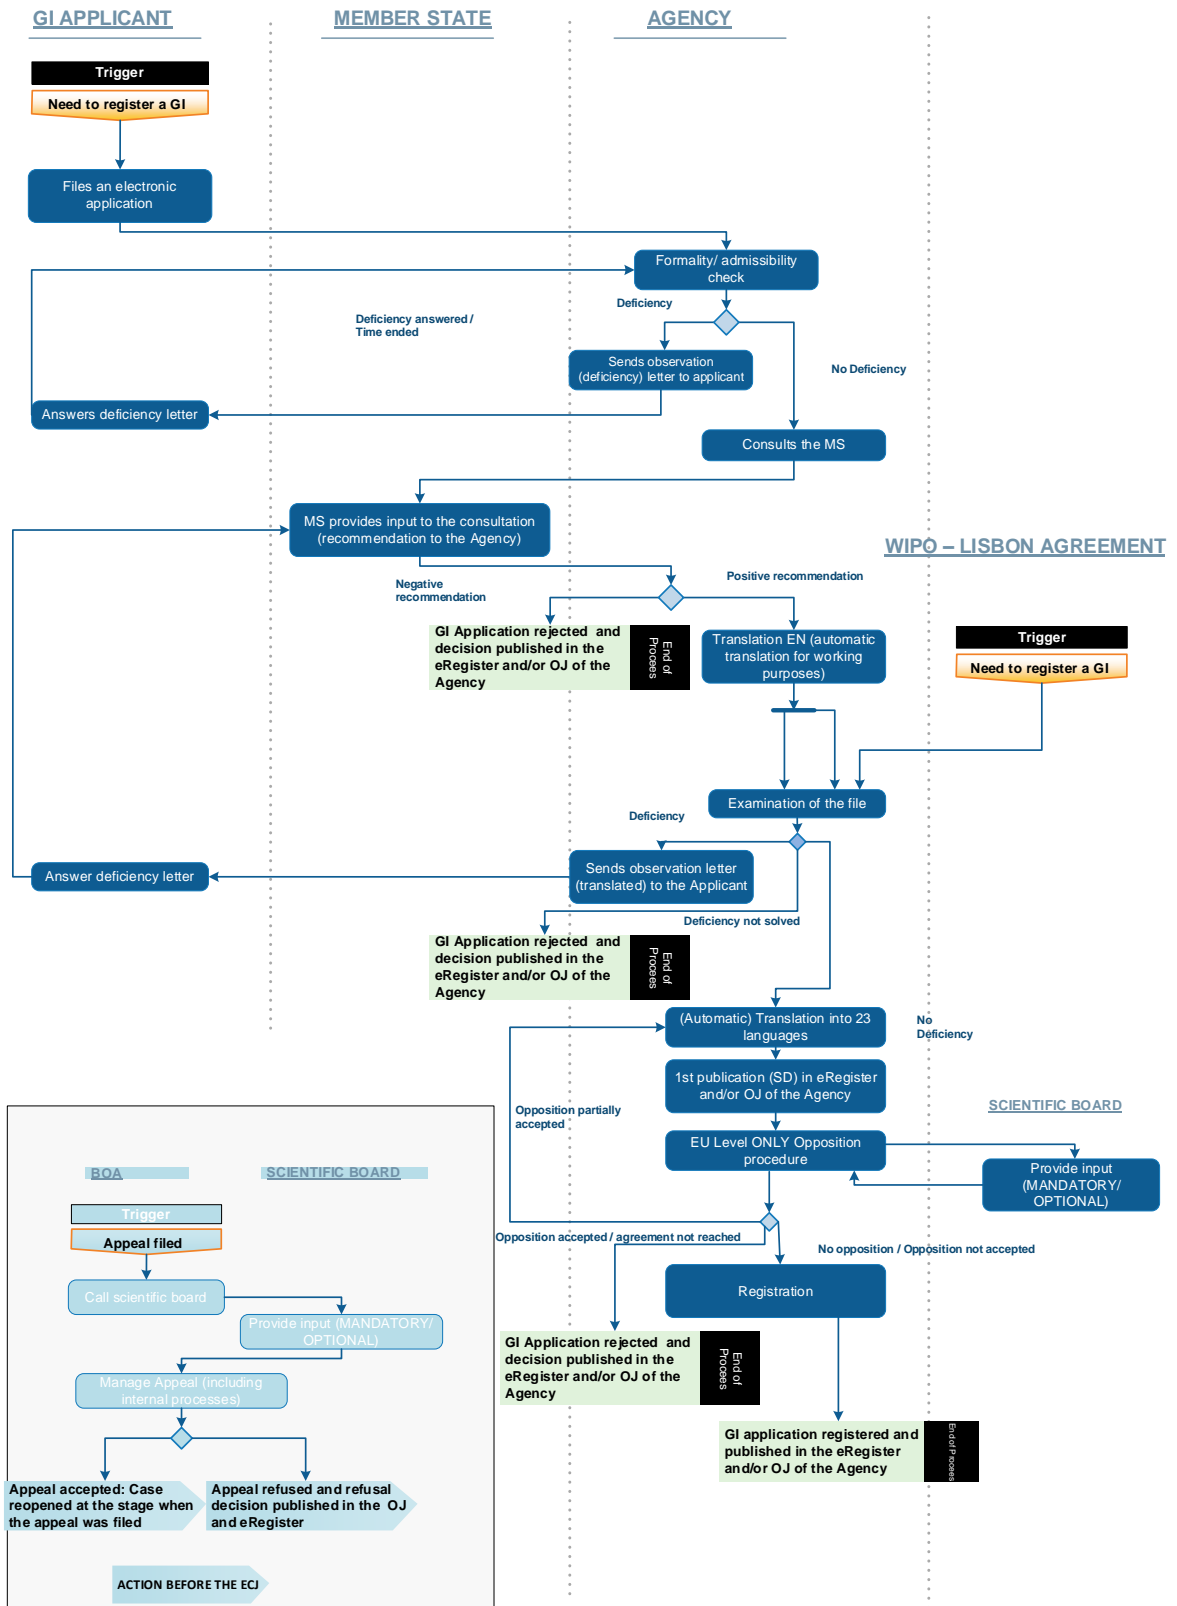 GI APPLICANT
MEMBER STATE
AGENCY
Trigger
Need to register a GI
Files an electronic
application
Formality/ admissibility
check
Deficiency
Deficiency answered /
Time ended
Sends observation
(deficiency) letter to applicant
No Deficiency
Answers deficiency letter
Consults the MS
MS provides input to the consultation
(recommendation to the Agency)
WIPO – LISBON AGREEMENT
Negative
recommendation
Positive recommendation
GI Application rejected and
decision published in the
eRegister and/or OJ of the
Agency
End of
Procees
Translation EN (automatic
translation for working
purposes)
Trigger
Need to register a GI
Examination of the file
Deficiency
Answer deficiency letter
Sends observation letter
(translated) to the Applicant
Deficiency not solved
GI Application rejected and
decision published in the
eRegister and/or OJ of the
Agency
End of
Procees
(Automatic) Translation into 23
languages
No
Deficiency
1st publication (SD) in eRegister
and/or OJ of the Agency
Opposition partially
accepted
SCIENTIFIC BOARD
EU Level ONLY Opposition
procedure
Provide input
(MANDATORY/
OPTIONAL)
Opposition accepted / agreement not reached
No opposition / Opposition not accepted
Registration
GI Application rejected and
decision published in the
eRegister and/or OJ of the
Agency
End of
Procees
GI application registered and
published in the eRegister
and/or OJ of the Agency
End of Procees
BOA
SCIENTIFIC BOARD
Trigger
Appeal filed
Call scientific board
Provide input (MANDATORY/
OPTIONAL)
Manage Appeal (including
internal processes)
Appeal accepted: Case
reopened at the stage when
the appeal was filed
Appeal refused and refusal
decision published in the OJ
and eRegister
ACTION BEFORE THE ECJ